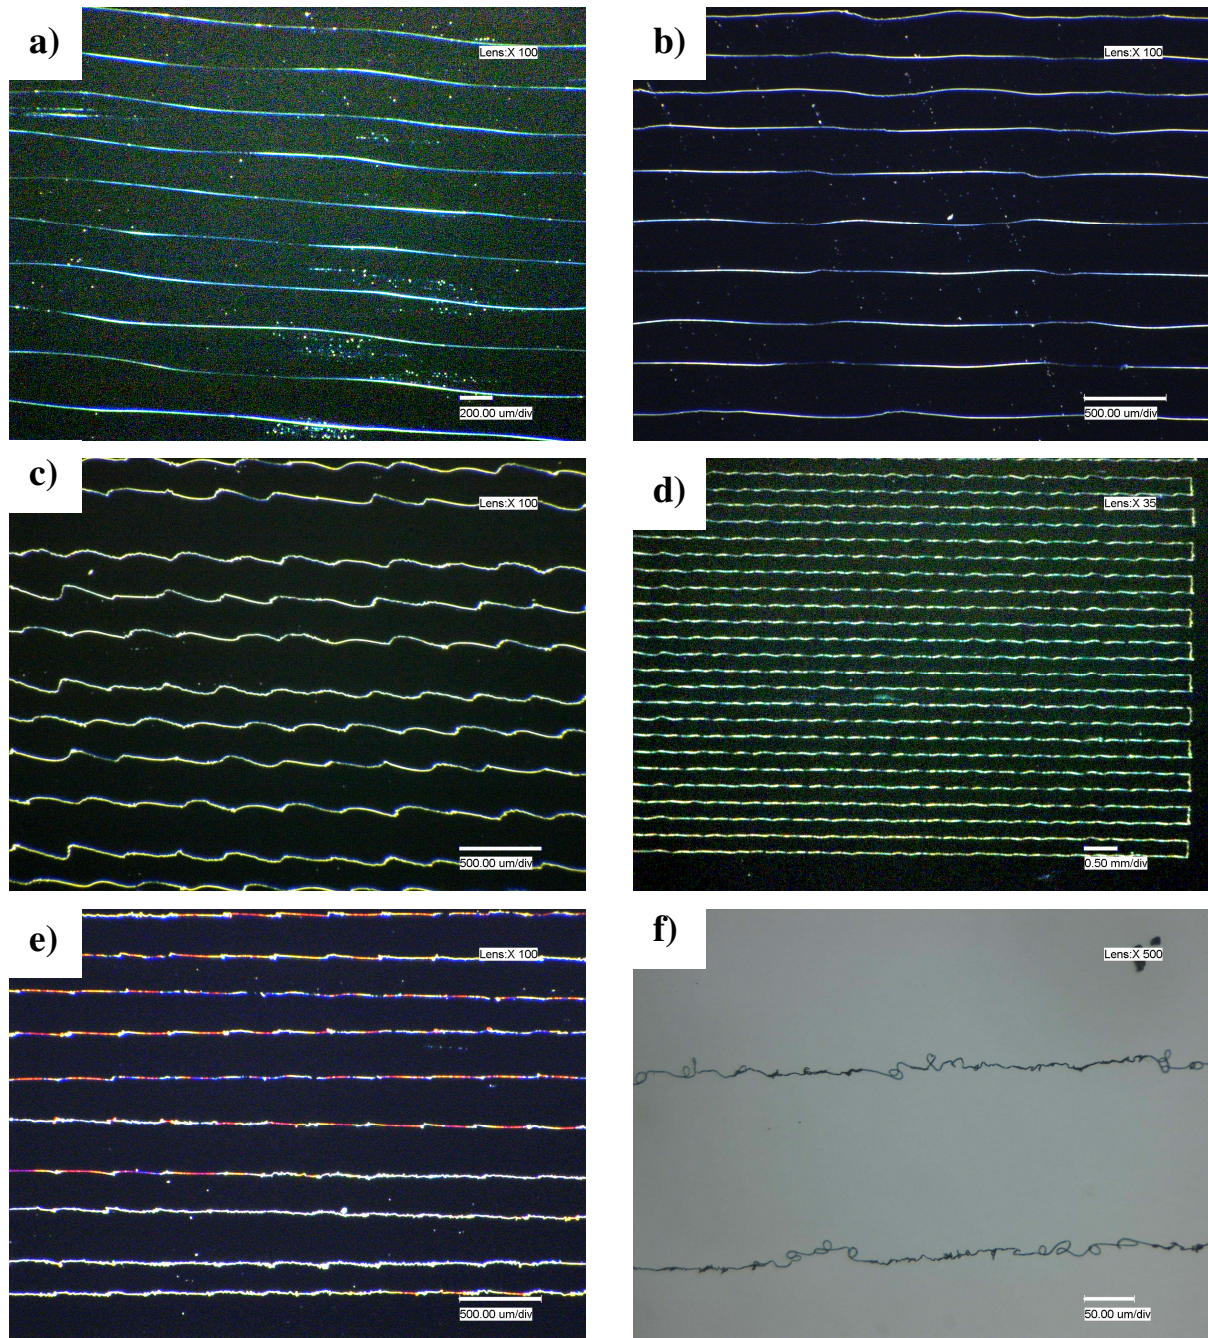 a)
Lens:X 100
200.00 um/div
b)
Lens:X 100
500.00 um/div
c)
Lens:X 100
500.00 um/div
d)
Lens:X 35
0.50 mm/div
e)
Lens:X 100
500.00 um/div
f)
Lens:X 500
50.00 um/div